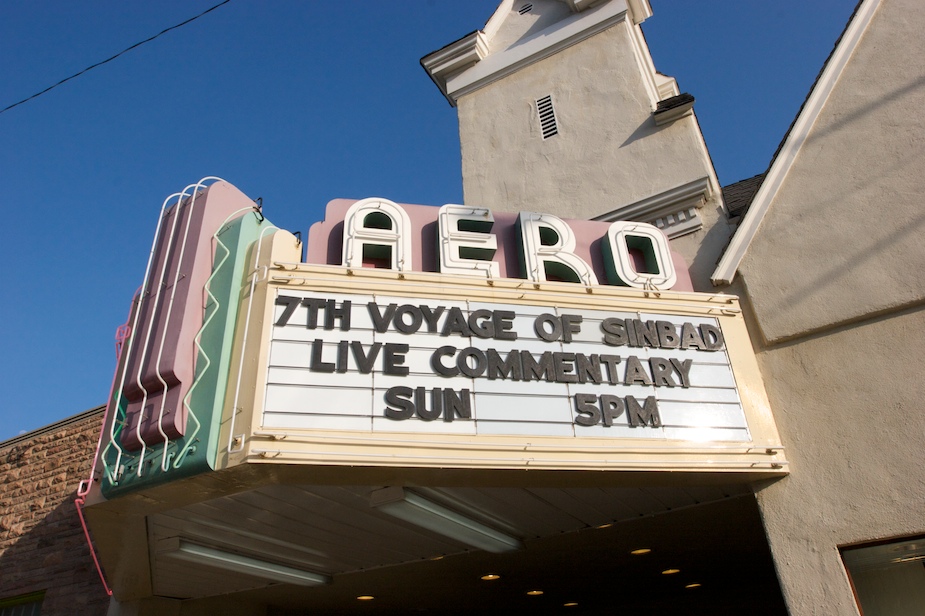 AERO
7TH VOYAGE OF SINBAD
LIVE COMMENTARY
SUN 5PM